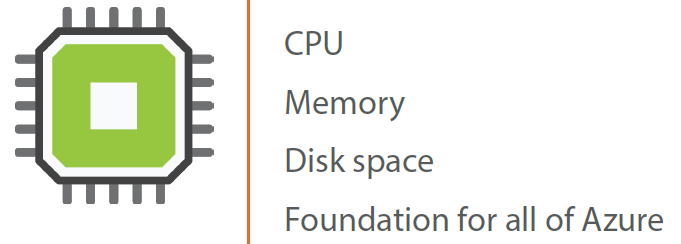 CPU
Memory
Disk space
Foundation for all of Azure